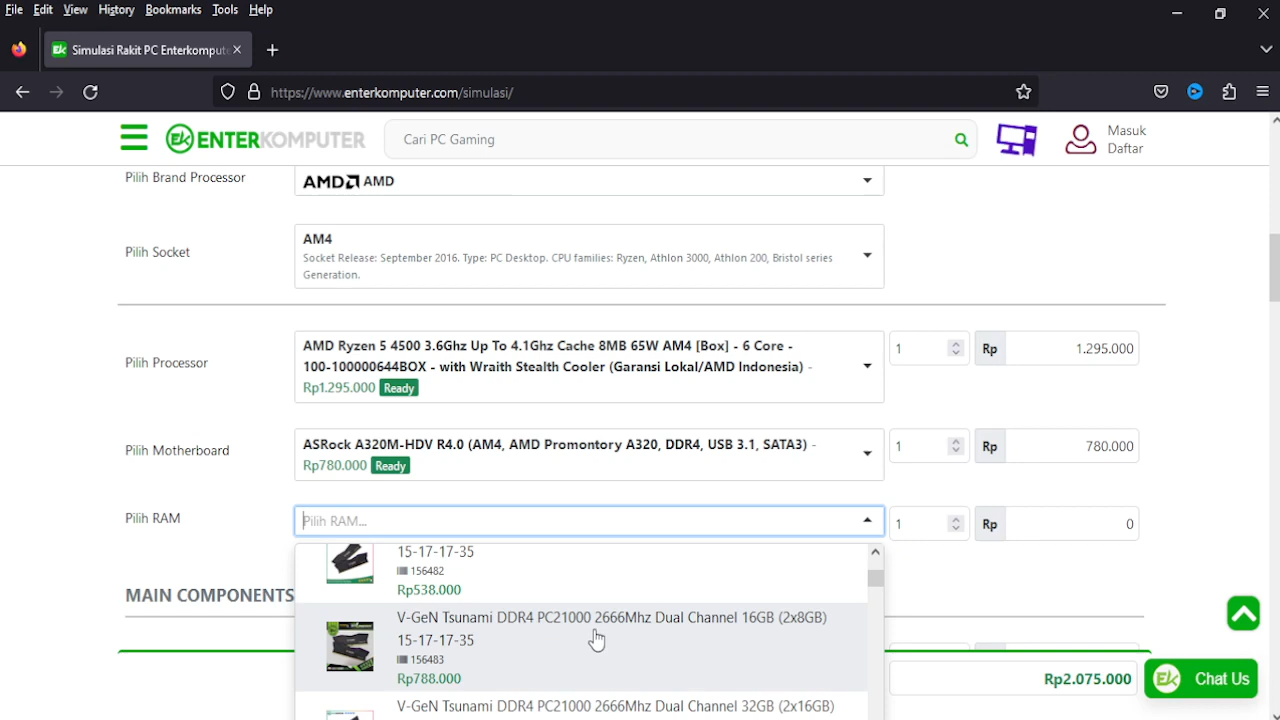 File Edit View History Bookmarks Tools Help
Simulasi Rakit PC Enterkompute
https://www.enterkomputer.com/simulasi/
Ek ENTERKOMPUTER
Cari PC Gaming
Masuk
Daftar
Pilih Brand Processor
AMD AMD
Pilih Socket
AM4
Socket Release: September 2016. Type: PC Desktop. CPU families: Ryzen, Athlon 3000, Athlon 200, Bristol series
Generation.
Pilih Processor
AMD Ryzen 5 4500 3.6Ghz Up To 4.1Ghz Cache 8MB 65W AM4 [Box] - 6 Core -
100-100000644BOX - with Wraith Stealth Cooler (Garansi Lokal/AMD Indonesia) -
Rp1.295.000 Ready
1 Rp 1.295.000
Pilih Motherboard
ASRock A320M-HDV R4.0 (AM4, AMD Promontory A320, DDR4, USB 3.1, SATA3) -
Rp780.000 Ready
1 Rp 780.000
Pilih RAM
Pilih RAM...
1 Rp 0
15-17-17-35
156482
Rp538.000
MAIN COMPONENTS
V-GeN Tsunami DDR4 PC21000 2666Mhz Dual Channel 16GB (2x8GB)
15-17-17-35
156483
Rp788.000
V-GeN Tsunami DDR4 PC21000 2666Mhz Dual Channel 32GB (2x16GB)
Rp2.075.000
Ek Chat Us